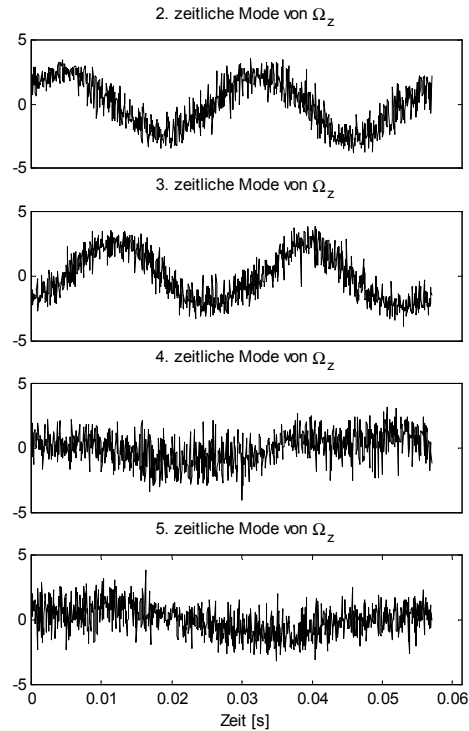 2. zeitliche Mode von Ω_z
5
0
-5
3. zeitliche Mode von Ω_z
5
0
-5
4. zeitliche Mode von Ω_z
5
0
-5
5. zeitliche Mode von Ω_z
5
0
-5
0 0.01 0.02 0.03 0.04 0.05 0.06
Zeit [s]